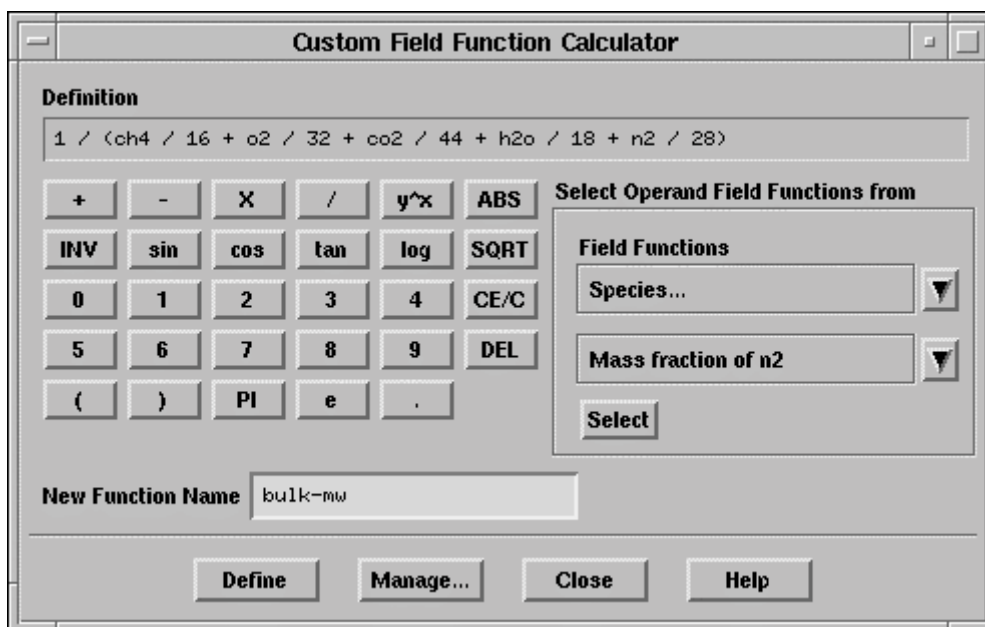 Custom Field Function Calculator
Definition
1 / (ch4 / 16 + o2 / 32 + co2 / 44 + h2o / 18 + n2 / 28)
+ - X / y^x ABS
INV sin cos tan log SQRT
0 1 2 3 4 CE/C
5 6 7 8 9 DEL
( ) PI e .
Select Operand Field Functions from
Field Functions
Species...
Mass fraction of n2
Select
New Function Name bulk-mw
Define Manage... Close Help